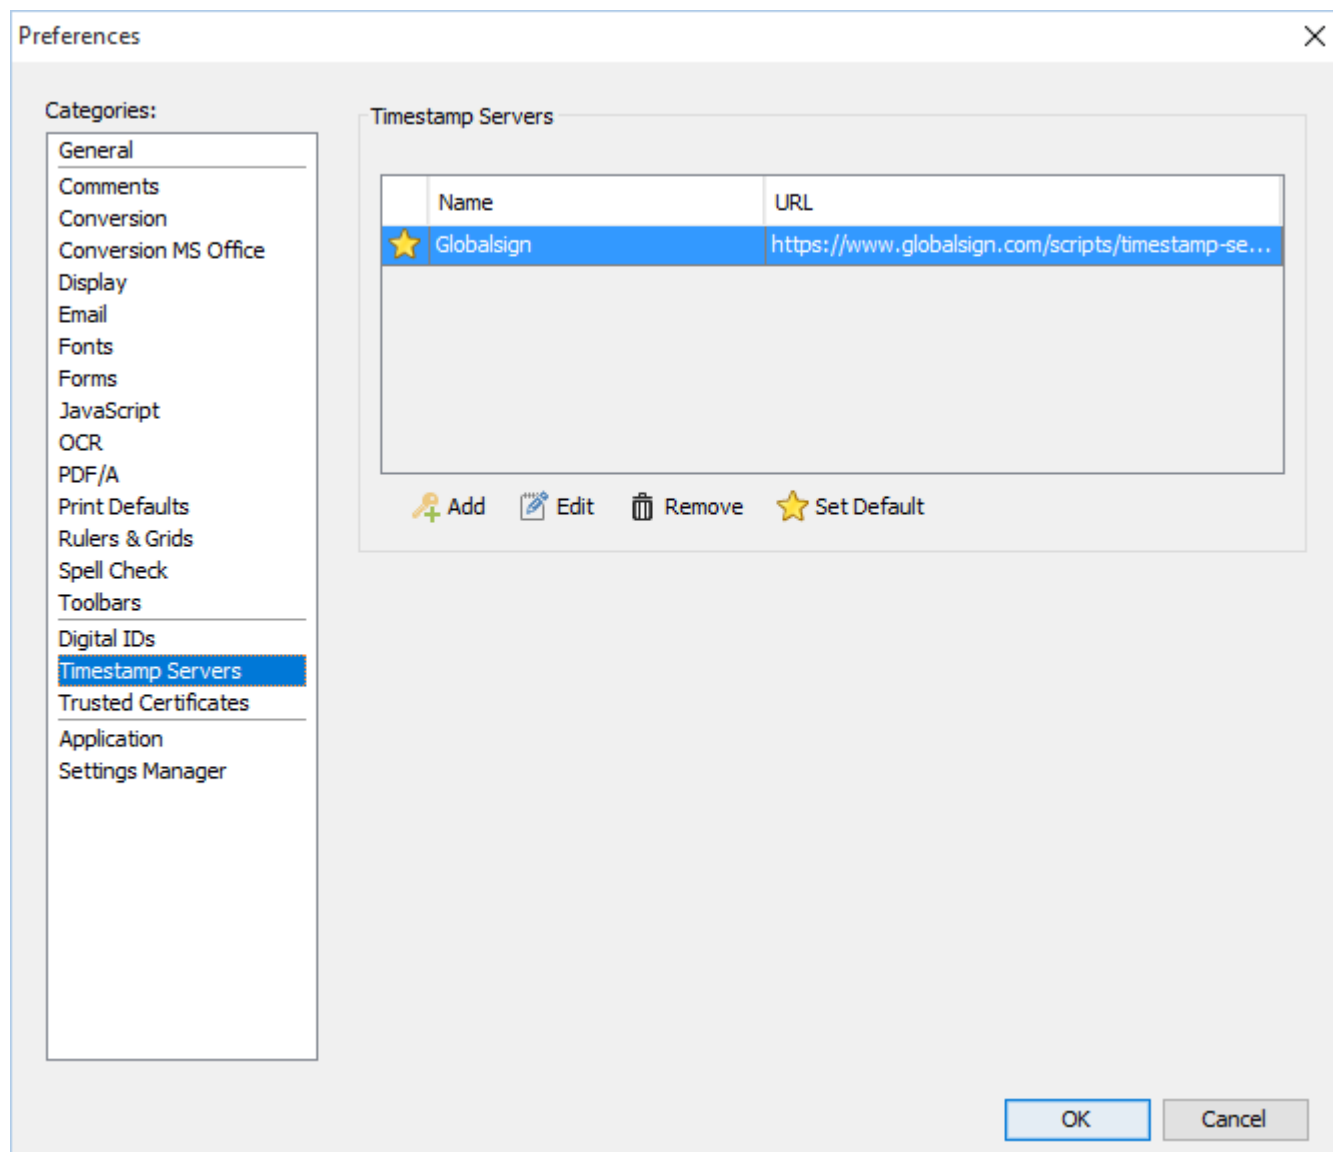 Preferences
Categories:
General
Comments
Conversion
Conversion MS Office
Display
Email
Fonts
Forms
JavaScript
OCR
PDF/A
Print Defaults
Rulers & Grids
Spell Check
Toolbars
Digital IDs
Timestamp Servers
Trusted Certificates
Application
Settings Manager
Timestamp Servers
Name URL
Globalsign https://www.globalsign.com/scripts/timestamp-se...
Add Edit Remove Set Default
OK Cancel